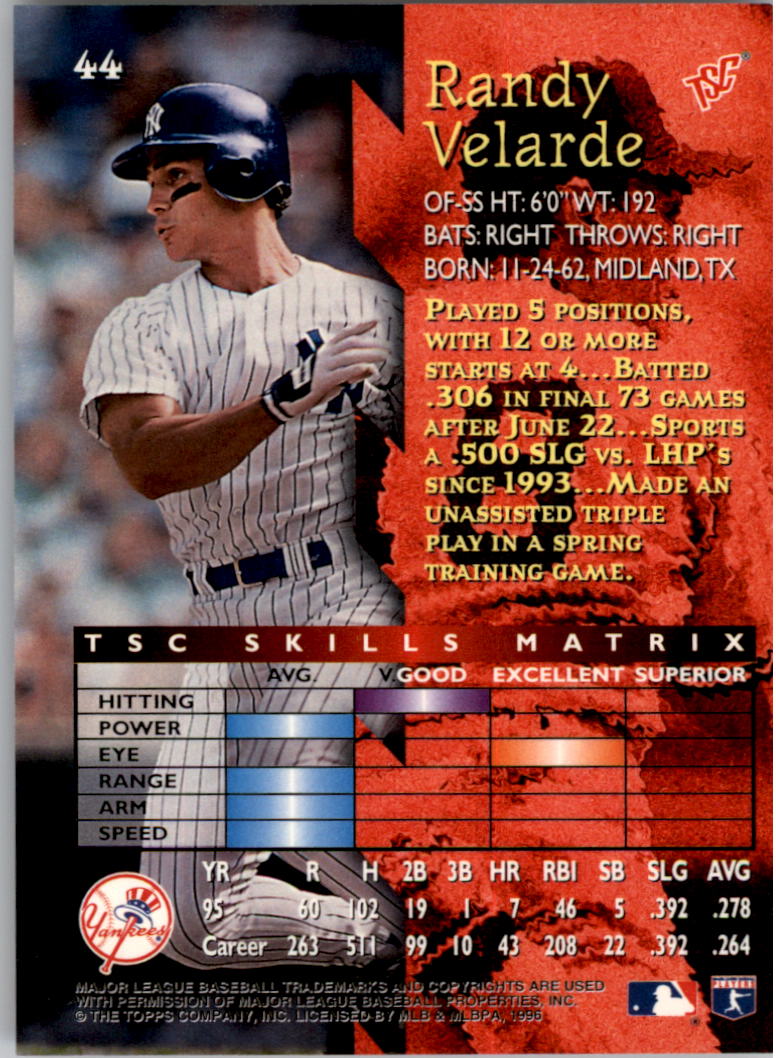 44
Randy
Velarde
TSC
OF-SS HT: 6'0" WT: 192
BATS: RIGHT THROWS: RIGHT
BORN: 11-24-62, MIDLAND, TX
PLAYED 5 POSITIONS,
WITH 12 OR MORE
STARTS AT 4...BATTED
.306 IN FINAL 73 GAMES
AFTER JUNE 22...SPORTS
A .500 SLG VS. LHP'S
SINCE 1993...MADE AN
UNASSISTED TRIPLE
PLAY IN A SPRING
TRAINING GAME.
TSC SKILLS MATRIX
AVG. V.GOOD EXCELLENT SUPERIOR
HITTING
POWER
EYE
RANGE
ARM
SPEED
YR R H 2B 3B HR RBI SB SLG AVG
95 60 102 19 1 7 46 5 .392 .278
Career 263 511 99 10 43 208 22 .392 .264
Yankees
MAJOR LEAGUE BASEBALL TRADEMARKS AND COPYRIGHTS ARE USED
WITH PERMISSION OF MAJOR LEAGUE BASEBALL PROPERTIES, INC.
© THE TOPPS COMPANY, INC. LICENSED BY MLB & MLBPA, 1996
PLAYERS